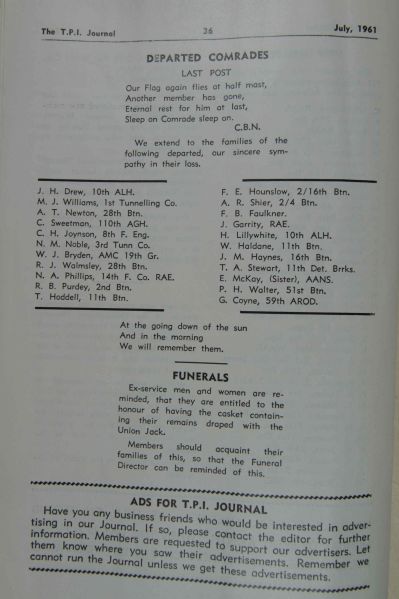 The T.P.I. Journal 36 July, 1961
DEPARTED COMRADES
LAST POST
Our Flag again flies at half mast,
Another member has gone,
Eternal rest for him at last,
Sleep on Comrade sleep on.
C.B.N.
We extend to the families of the
following departed, our sincere sym-
pathy in their loss.
J. H. Drew, 10th ALH.
M. J. Williams, 1st Tunnelling Co.
A. T. Newton, 28th Btn.
C. Sweetman, 110th AGH.
C. H. Joynson, 8th F. Eng.
N. M. Noble, 3rd Tunn Co.
W. J. Bryden, AMC 19th Gr.
R. J. Walmsley, 28th Btn.
N. A. Phillips, 14th F. Co. RAE.
R. B. Purdey, 2nd Btn.
T. Hoddell, 11th Btn.
F. E. Hounslow, 2/16th Btn.
A. R. Shier, 2/4 Btn.
F. B. Faulkner.
J. Garrity, RAE.
H. Lillywhite, 10th ALH.
W. Haldane, 11th Btn.
J. M. Haynes, 16th Btn.
T. A. Stewart, 11th Det. Brrks.
E. McKay, (Sister), AANS.
P. H. Walter, 51st Btn.
G. Coyne, 59th AROD.
At the going down of the sun
And in the morning
We will remember them.
FUNERALS
Ex-service men and women are re-
minded, that they are entitled to the
honour of having the casket contain-
ing their remains draped with the
Union Jack.
Members should acquaint their
families of this, so that the Funeral
Director can be reminded of this.
ADS FOR T.P.I. JOURNAL
Have you any business friends who would be interested in adver-
tising in our Journal. If so, please contact the editor for further
information. Members are requested to support our advertisers. Let
them know where you saw their advertisements. Remember we
cannot run the Journal unless we get these advertisements.